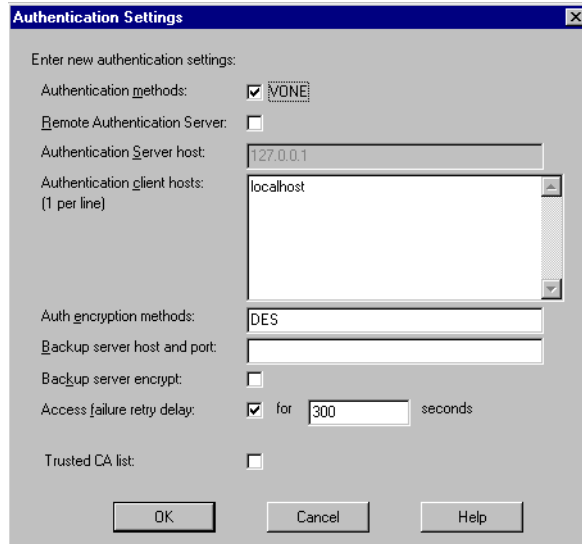 Authentication Settings
Enter new authentication settings:
Authentication methods: VONE
Remote Authentication Server:
Authentication Server host: 127.0.0.1
Authentication client hosts: localhost
(1 per line)
Auth encryption methods: DES
Backup server host and port:
Backup server encrypt:
Access failure retry delay: for 300 seconds
Trusted CA list:
OK Cancel Help